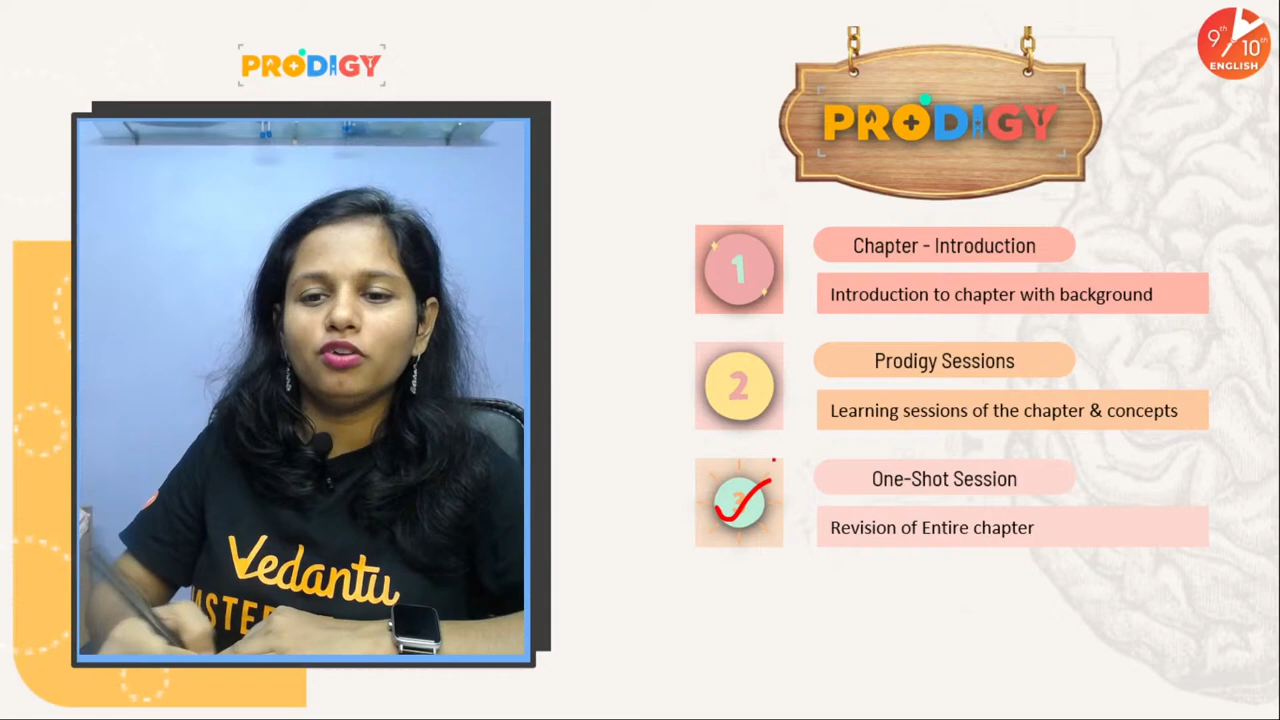 PRODIGY
PRODIGY
9th 10th
ENGLISH
1
Chapter - Introduction
Introduction to chapter with background
2
Prodigy Sessions
Learning sessions of the chapter & concepts
One-Shot Session
Revision of Entire chapter
Vedantu